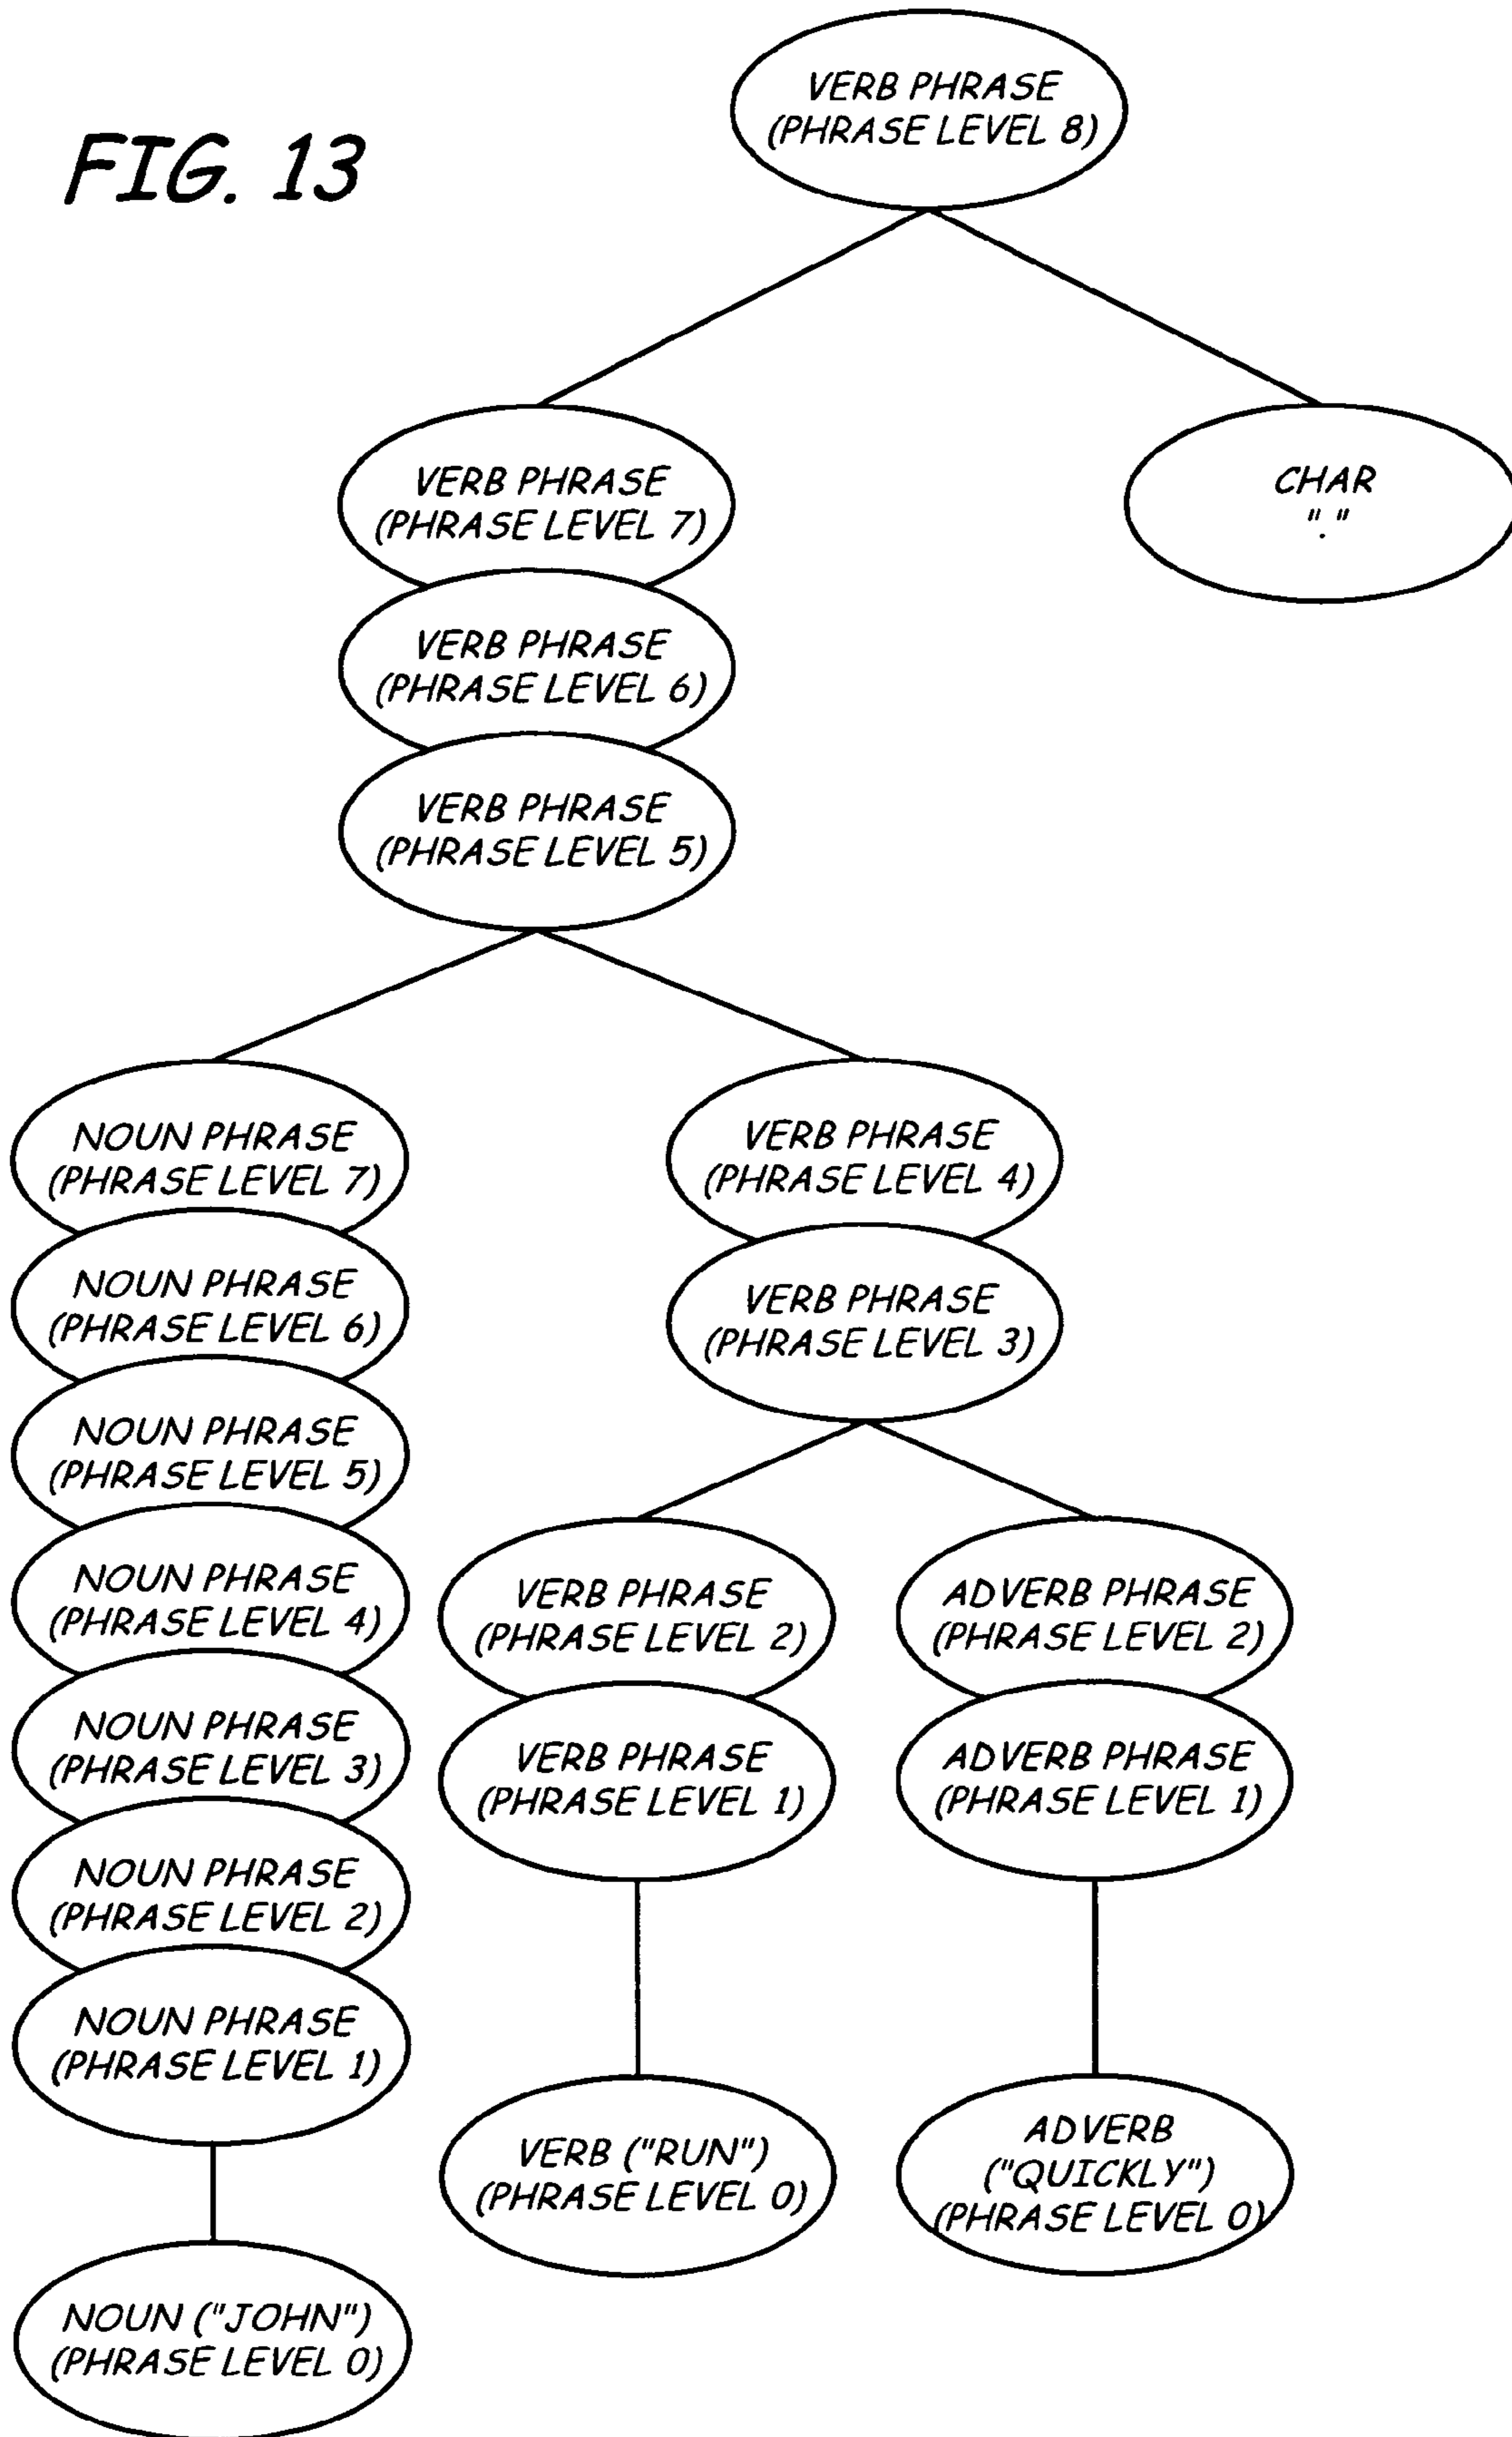 FIG. 13
VERB PHRASE
(PHRASE LEVEL 8)
VERB PHRASE
(PHRASE LEVEL 7)
CHAR
"."
VERB PHRASE
(PHRASE LEVEL 6)
VERB PHRASE
(PHRASE LEVEL 5)
NOUN PHRASE
(PHRASE LEVEL 7)
NOUN PHRASE
(PHRASE LEVEL 6)
NOUN PHRASE
(PHRASE LEVEL 5)
NOUN PHRASE
(PHRASE LEVEL 4)
NOUN PHRASE
(PHRASE LEVEL 3)
NOUN PHRASE
(PHRASE LEVEL 2)
NOUN PHRASE
(PHRASE LEVEL 1)
NOUN ("JOHN")
(PHRASE LEVEL 0)
VERB PHRASE
(PHRASE LEVEL 4)
VERB PHRASE
(PHRASE LEVEL 3)
VERB PHRASE
(PHRASE LEVEL 2)
VERB PHRASE
(PHRASE LEVEL 1)
VERB ("RUN")
(PHRASE LEVEL 0)
ADVERB PHRASE
(PHRASE LEVEL 2)
ADVERB PHRASE
(PHRASE LEVEL 1)
ADVERB
("QUICKLY")
(PHRASE LEVEL 0)